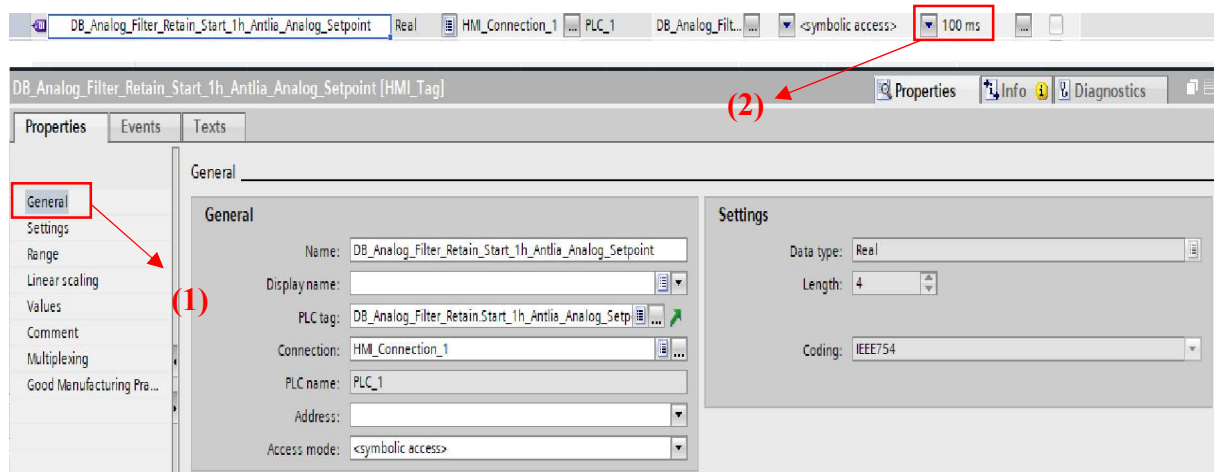 DB_Analog_Filter_Retain_Start_1h_Antlia_Analog_Setpoint Real HMI_Connection_1 ... PLC_1 DB_Analog_Filt... ... <symbolic access> 100 ms ...
DB_Analog_Filter_Retain_Start_1h_Antlia_Analog_Setpoint [HMI_Tag] Properties Info Diagnostics
(2)
Properties Events Texts
General
General
Settings
Range
Linear scaling
Values
Comment
Multiplexing
Good Manufacturing Pra...
(1)
General
Name: DB_Analog_Filter_Retain_Start_1h_Antlia_Analog_Setpoint
Display name:
PLC tag: DB_Analog_Filter_Retain.Start_1h_Antlia_Analog_Setp ...
Connection: HMI_Connection_1 ...
PLC name: PLC_1
Address:
Access mode: <symbolic access>
Settings
Data type: Real
Length: 4
Coding: IEEE754